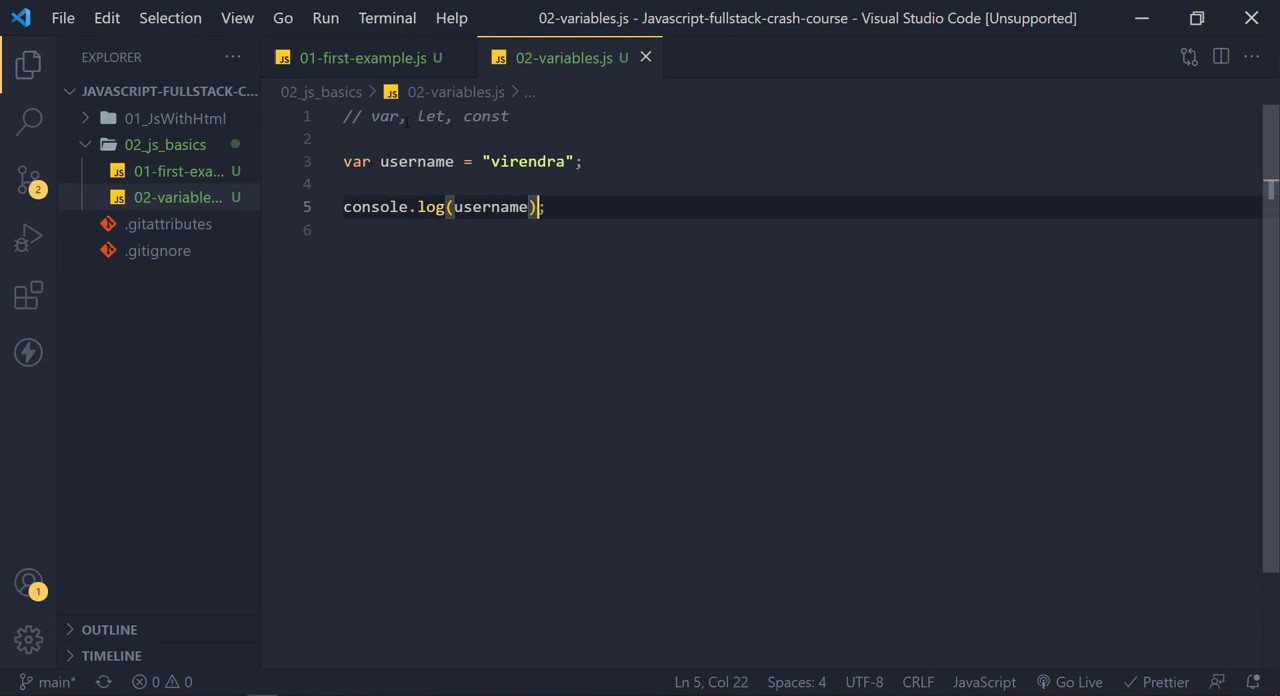 File Edit Selection View Go Run Terminal Help 02-variables.js - Javascript-fullstack-crash-course - Visual Studio Code [Unsupported]
EXPLORER ··· JS 01-first-example.js U JS 02-variables.js U
JAVASCRIPT-FULLSTACK-C...
02_js_basics > JS 02-variables.js > ...
01_JsWithHtml
02_js_basics
JS 01-first-exa... U
JS 02-variable... U
.gitattributes
.gitignore
1 // var, let, const
2
3 var username = "virendra";
4
5 console.log(username);
6
2
1
OUTLINE
TIMELINE
main* 0 0 Ln 5, Col 22 Spaces: 4 UTF-8 CRLF JavaScript Go Live Prettier